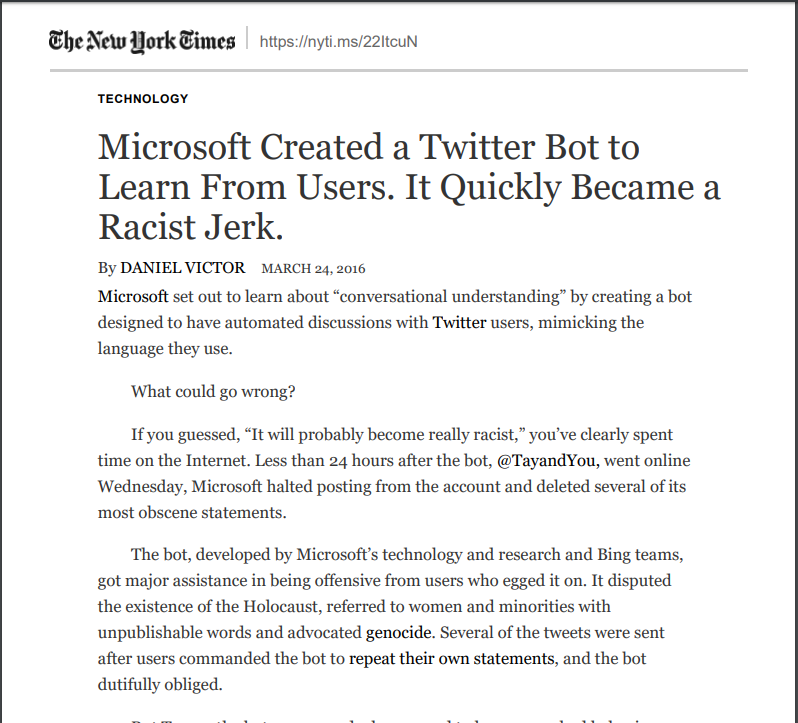 The New York Times
https://nyti.ms/22ItcuN
TECHNOLOGY
Microsoft Created a Twitter Bot to
Learn From Users. It Quickly Became a
Racist Jerk.
By DANIEL VICTOR MARCH 24, 2016
Microsoft set out to learn about “conversational understanding” by creating a bot
designed to have automated discussions with Twitter users, mimicking the
language they use.
What could go wrong?
If you guessed, “It will probably become really racist,” you’ve clearly spent
time on the Internet. Less than 24 hours after the bot, @TayandYou, went online
Wednesday, Microsoft halted posting from the account and deleted several of its
most obscene statements.
The bot, developed by Microsoft’s technology and research and Bing teams,
got major assistance in being offensive from users who egged it on. It disputed
the existence of the Holocaust, referred to women and minorities with
unpublishable words and advocated genocide. Several of the tweets were sent
after users commanded the bot to repeat their own statements, and the bot
dutifully obliged.